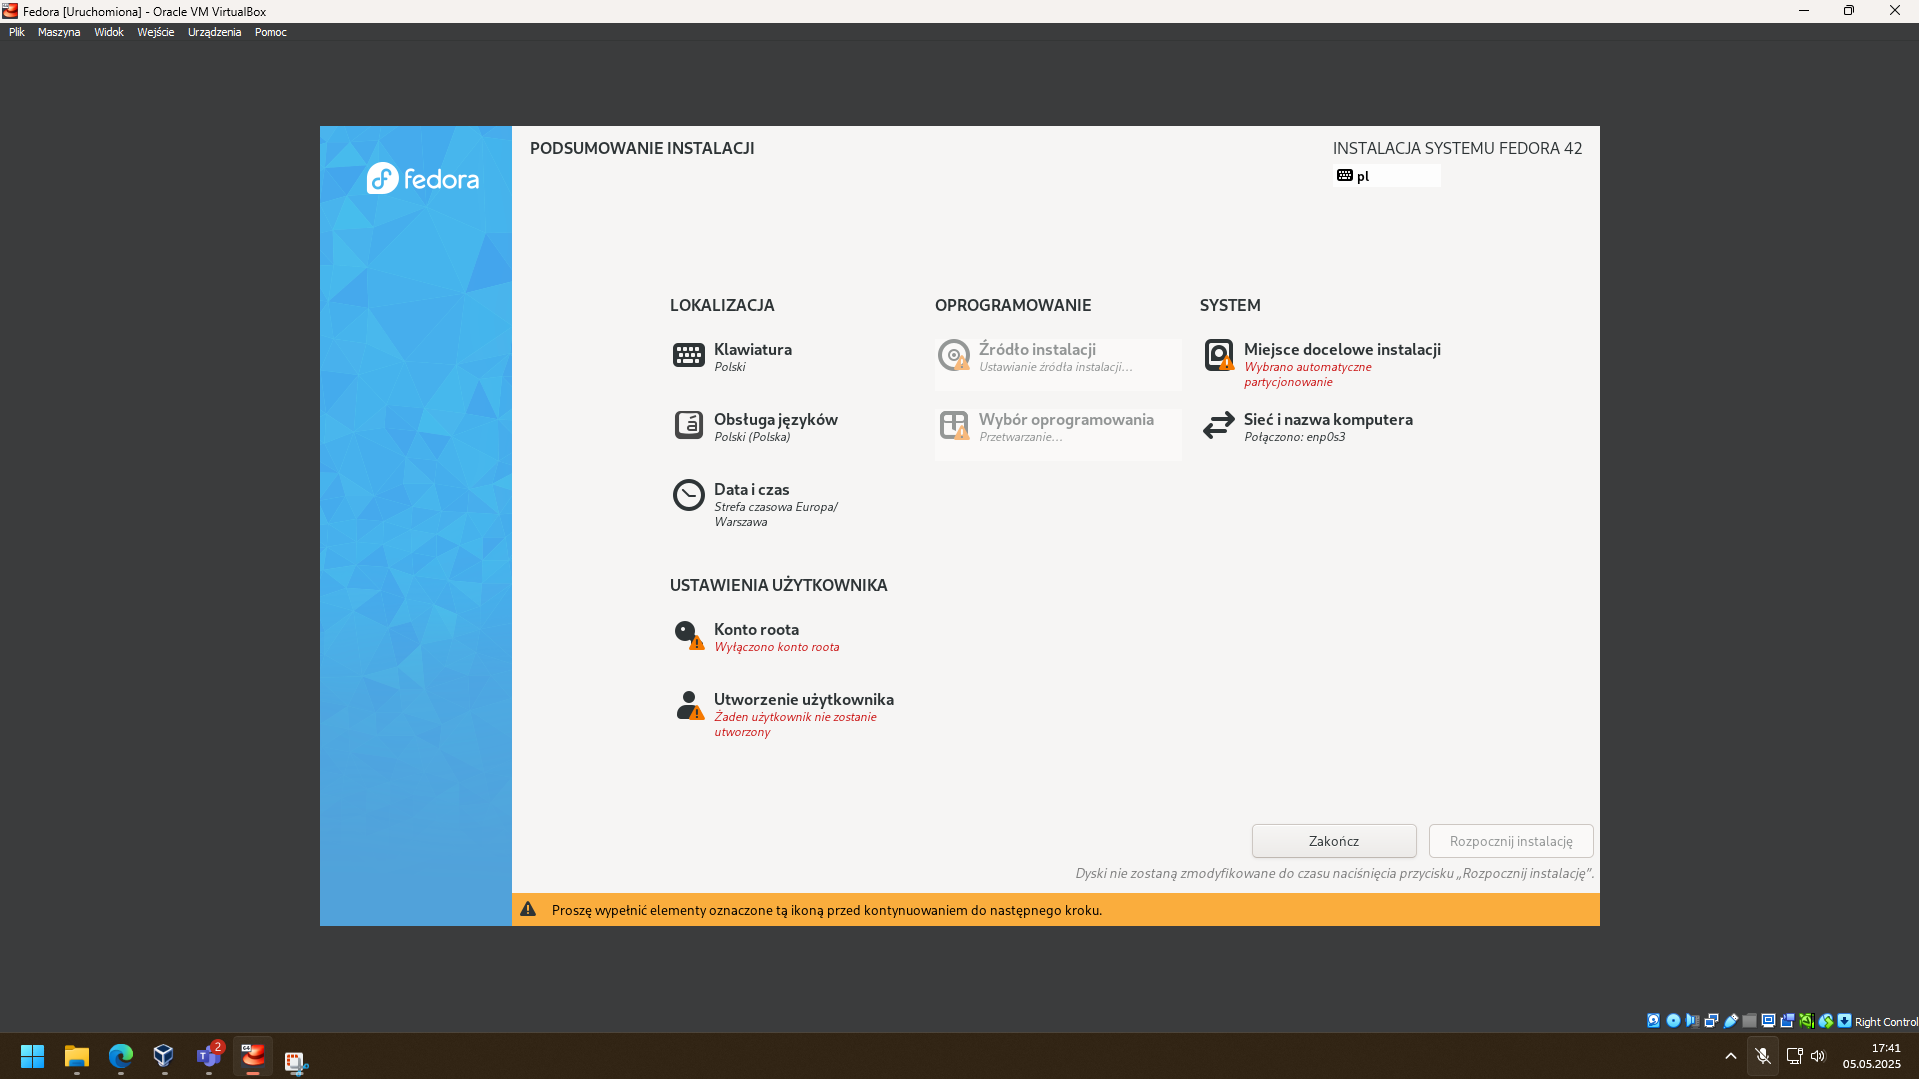 Fedora [Uruchomiona] - Oracle VM VirtualBox
Plik Maszyna Widok Wejście Urządzenia Pomoc
fedora
PODSUMOWANIE INSTALACJI
INSTALACJA SYSTEMU FEDORA 42
pl
LOKALIZACJA
Klawiatura
Polski
Obsługa języków
Polski (Polska)
Data i czas
Strefa czasowa Europa/
Warszawa
OPROGRAMOWANIE
Źródło instalacji
Ustawianie źródła instalacji...
Wybór oprogramowania
Przetwarzanie...
SYSTEM
Miejsce docelowe instalacji
Wybrano automatyczne
partycjonowanie
Sieć i nazwa komputera
Połączono: enp0s3
USTAWIENIA UŻYTKOWNIKA
Konto roota
Wyłączono konto roota
Utworzenie użytkownika
Żaden użytkownik nie zostanie
utworzony
Zakończ
Rozpocznij instalację
Dyski nie zostaną zmodyfikowane do czasu naciśnięcia przycisku „Rozpocznij instalację”.
Proszę wypełnić elementy oznaczone tą ikoną przed kontynuowaniem do następnego kroku.
Right Control
2
64
17:41
05.05.2025